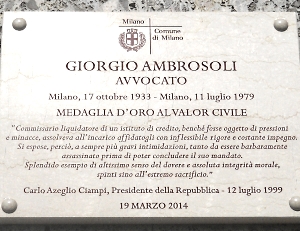 Milano
Comune
di Milano
GIORGIO AMBROSOLI
AVVOCATO
Milano, 17 ottobre 1933 - Milano, 11 luglio 1979
MEDAGLIA D'ORO AL VALOR CIVILE
"Commissario liquidatore di un istituto di credito, benché fosse oggetto di pressioni
e minacce, assolveva all'incarico affidatogli con inflessibile rigore e costante impegno.
Si espose, perciò, a sempre più gravi intimidazioni, tanto da essere barbaramente
assassinato prima di poter concludere il suo mandato.
Splendido esempio di altissimo senso del dovere e assoluta integrità morale,
spinti sino all'estremo sacrificio."
Carlo Azeglio Ciampi, Presidente della Repubblica - 12 luglio 1999
19 MARZO 2014